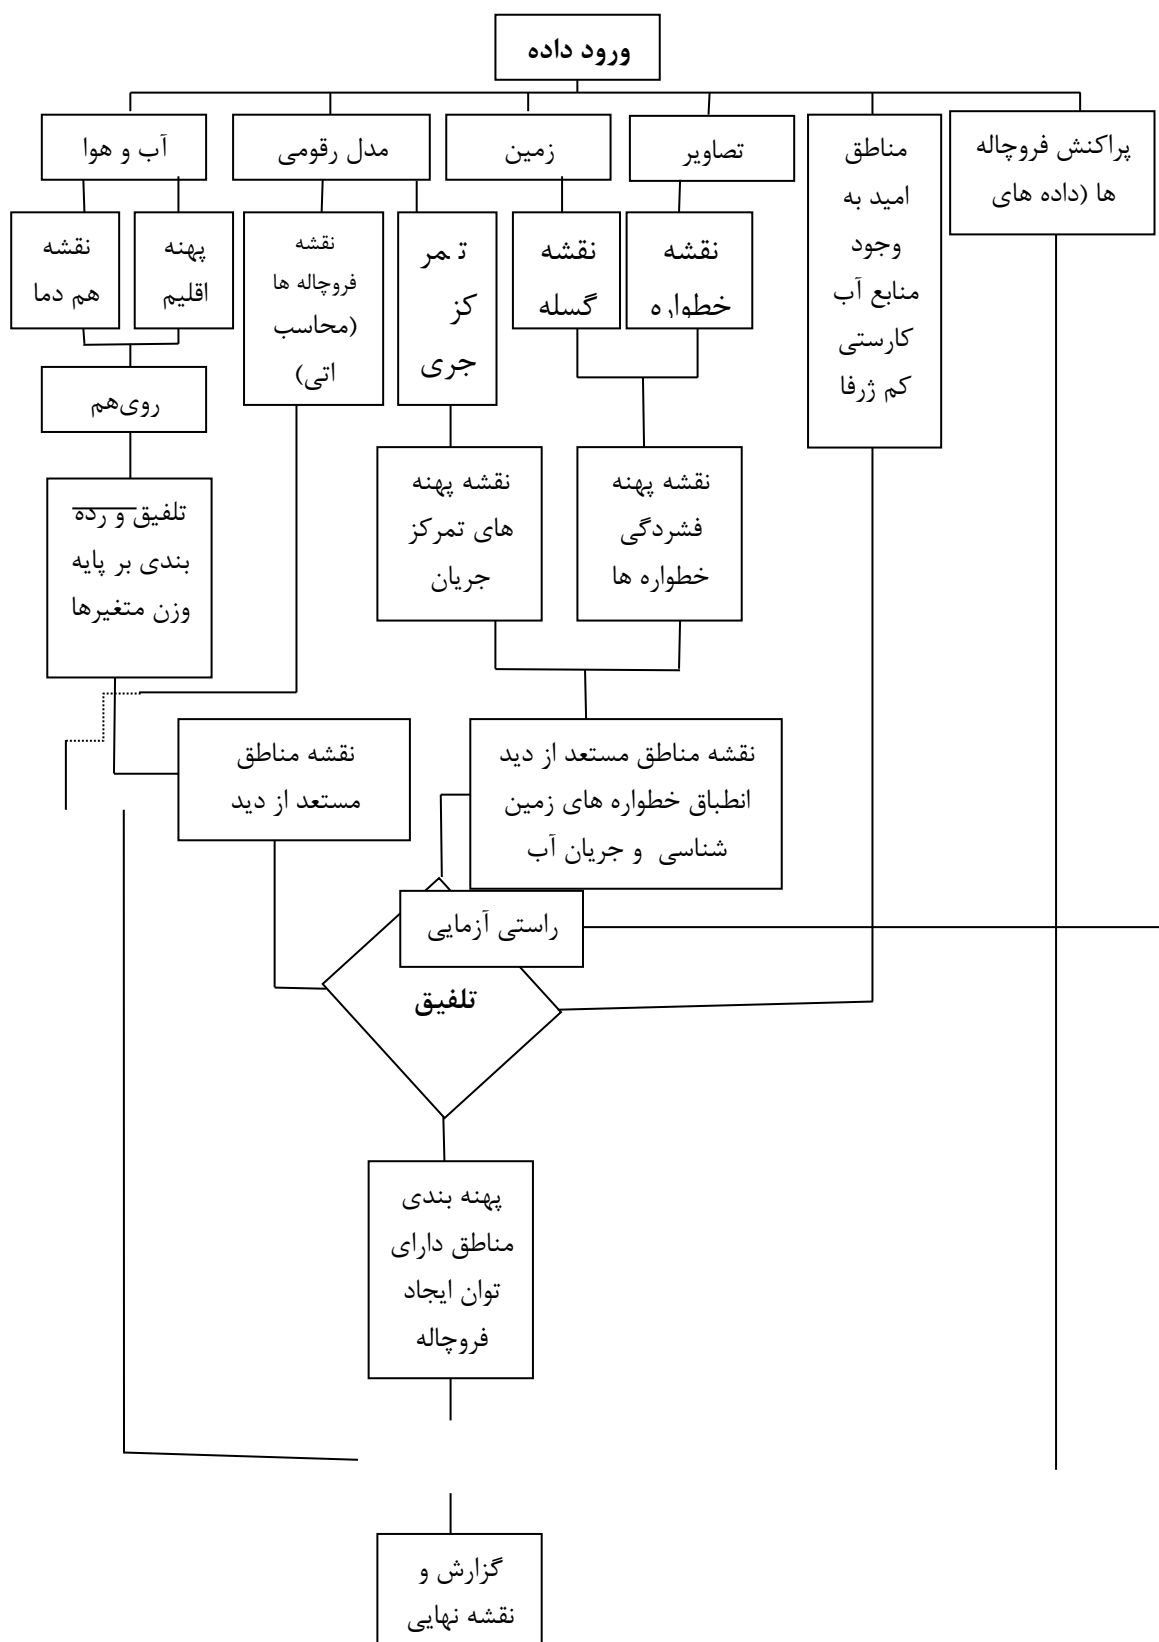 ورود داده
پراکنش فروچاله
ها (داده های
مناطق
امید به
وجود
منابع آب
کارستی
کم ژرفا
تصاویر
زمین
مدل رقومی
آب و هوا
نقشه
خطواره
نقشه
گسله
تمر
کز
جری
نقشه
فروچاله ها
(محاسب
اتی)
پهنه
اقلیم
نقشه
هم دما
روی‌هم
نقشه پهنه
فشردگی
خطواره ها
نقشه پهنه
های تمرکز
جریان
تلفیق و رده
بندی بر پایه
وزن متغیرها
نقشه مناطق مستعد از دید
انطباق خطواره های زمین
شناسی و جریان آب
نقشه مناطق
مستعد از دید
راستی آزمایی
تلفیق
پهنه بندی
مناطق دارای
توان ایجاد
فروچاله
گزارش و
نقشه نهایی